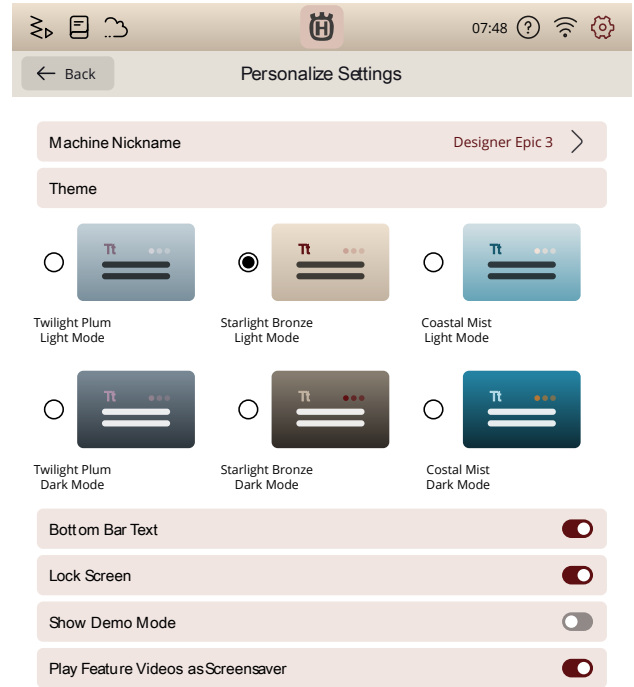 07:48
Back
Personalize Settings
Machine Nickname
Designer Epic 3
Theme
Tt
Tt
Tt
Twilight Plum
Light Mode
Starlight Bronze
Light Mode
Coastal Mist
Light Mode
Tt
Tt
Tt
Twilight Plum
Dark Mode
Starlight Bronze
Dark Mode
Costal Mist
Dark Mode
Bottom Bar Text
Lock Screen
Show Demo Mode
Play Feature Videos as Screensaver